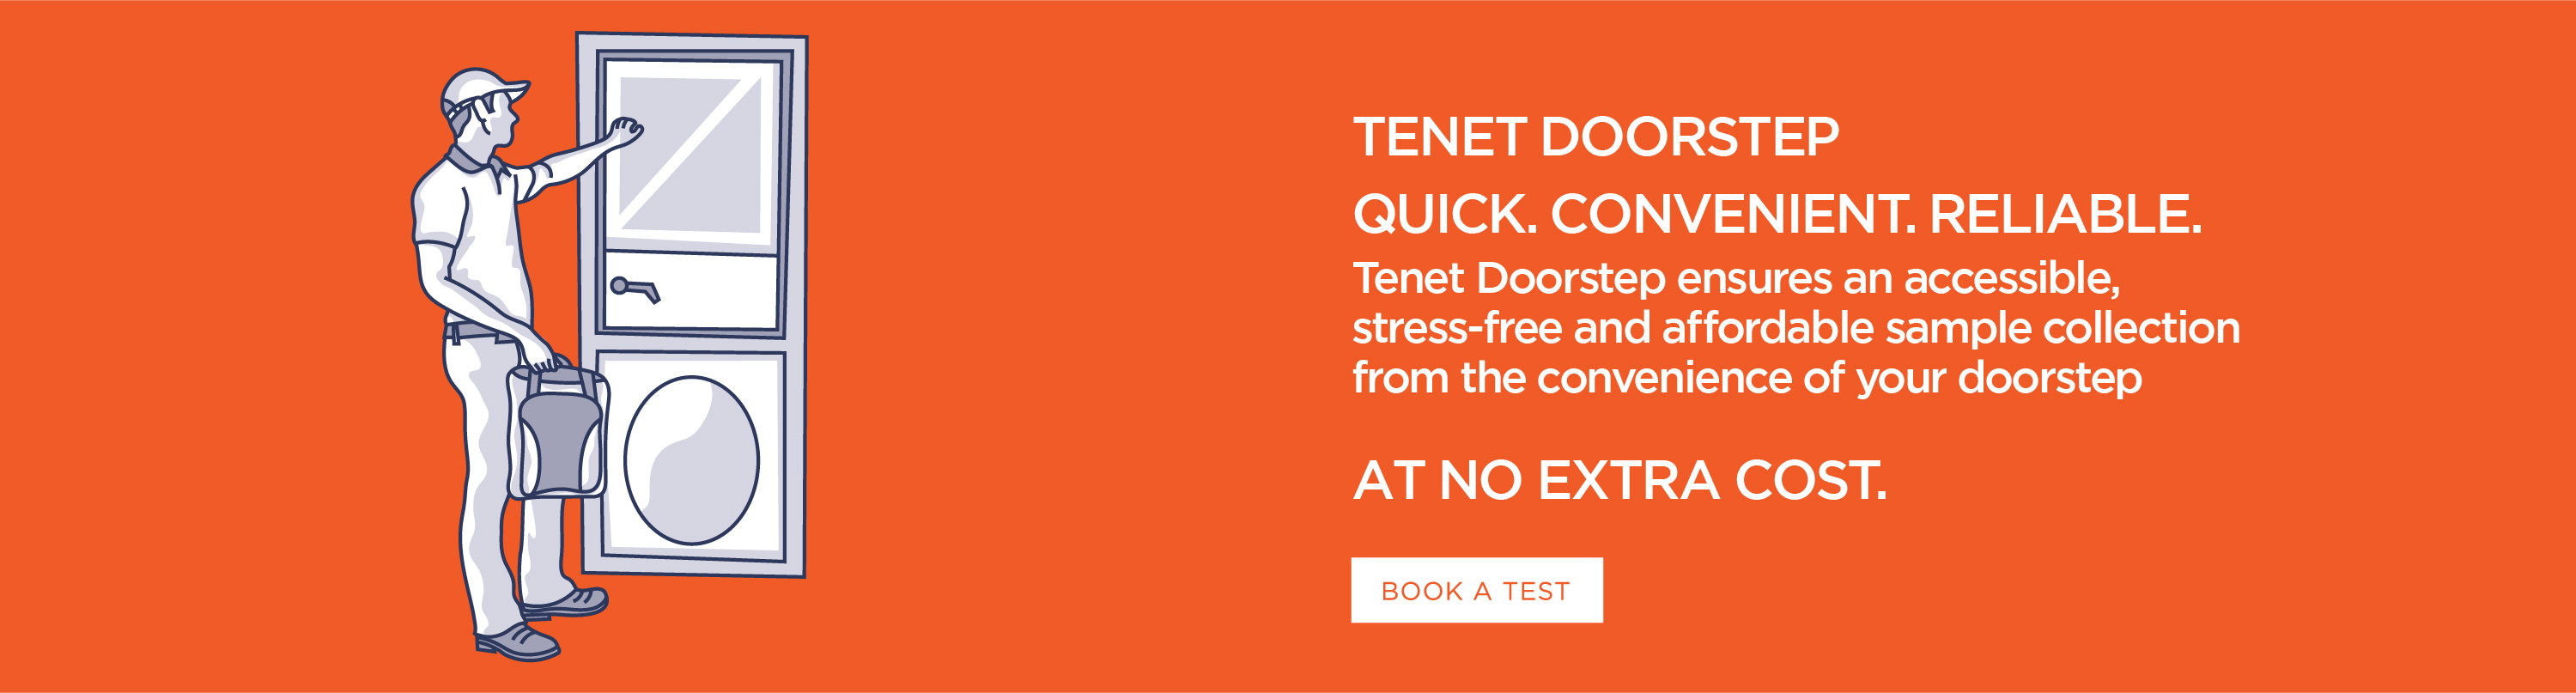 TENET DOORSTEP
QUICK. CONVENIENT. RELIABLE.
Tenet Doorstep ensures an accessible,
stress-free and affordable sample collection
from the convenience of your doorstep
AT NO EXTRA COST.
BOOK A TEST